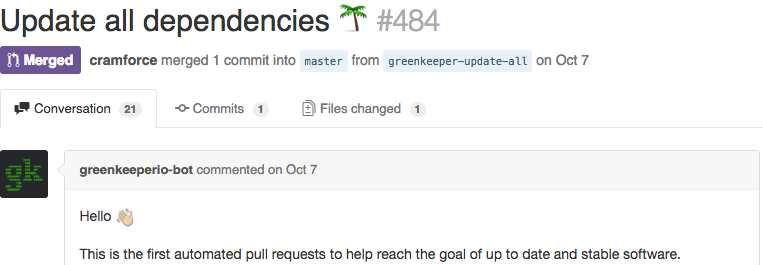 Update all dependencies 🌴 #484
Merged cramforce merged 1 commit into master from greenkeeper-update-all on Oct 7
Conversation 21 Commits 1 Files changed 1
gk
greenkeeperio-bot commented on Oct 7
Hello 👋🏼
This is the first automated pull requests to help reach the goal of up to date and stable software.